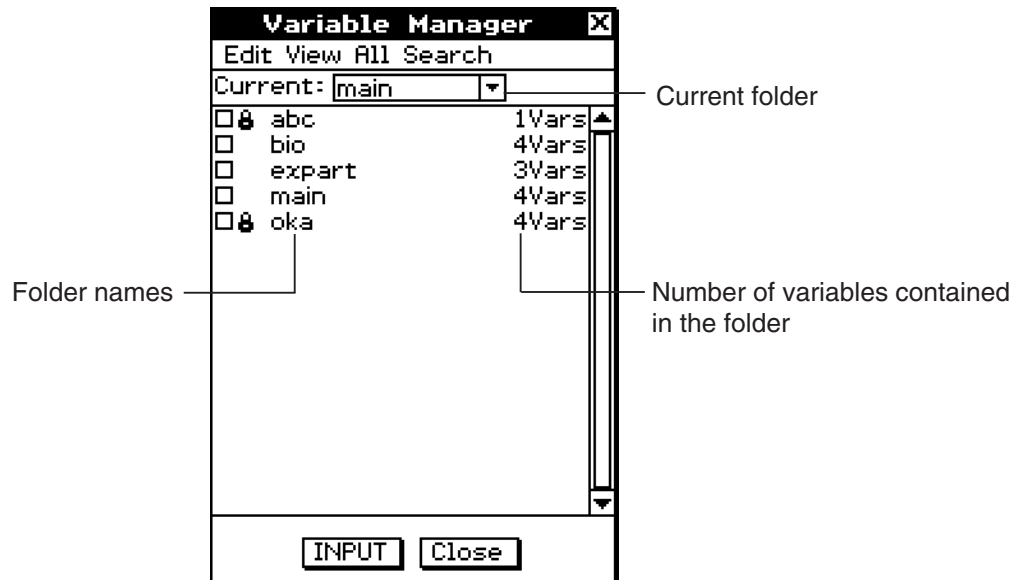 Variable Manager
Edit View All Search
Current: main
Current folder
abc 1Vars
bio 4Vars
expart 3Vars
main 4Vars
oka 4Vars
Folder names
Number of variables contained
in the folder
INPUT Close